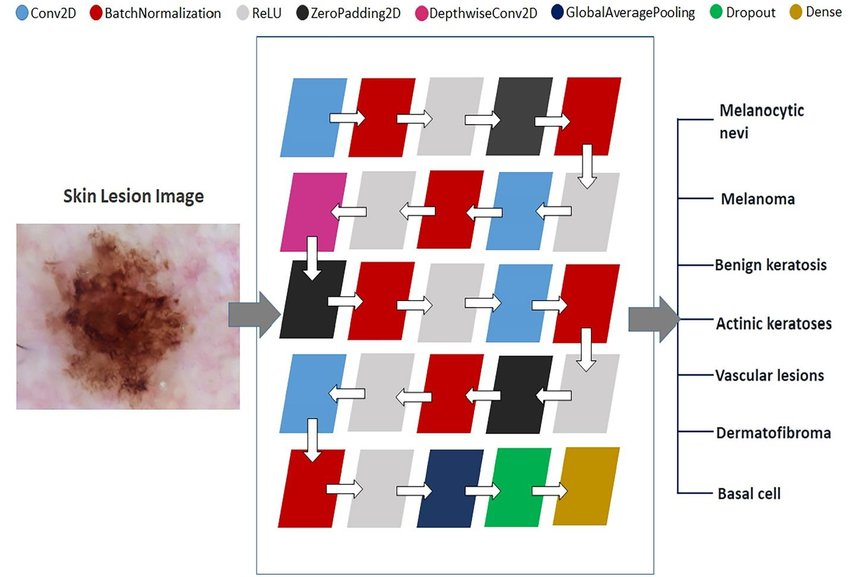 Conv2D BatchNormalization ReLU ZeroPadding2D DepthwiseConv2D GlobalAveragePooling Dropout Dense
Skin Lesion Image
Melanocytic
nevi
Melanoma
Benign keratosis
Actinic keratoses
Vascular lesions
Dermatofibroma
Basal cell